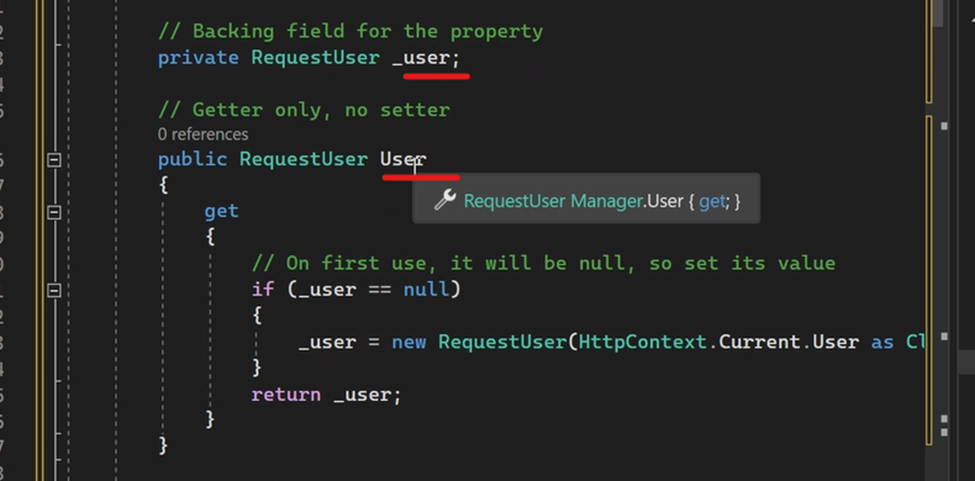 // Backing field for the property
private RequestUser _user;
// Getter only, no setter
0 references
public RequestUser User
{
RequestUser Manager.User { get; }
get
{
// On first use, it will be null, so set its value
if (_user == null)
{
_user = new RequestUser(HttpContext.Current.User as Cl
}
return _user;
}
}